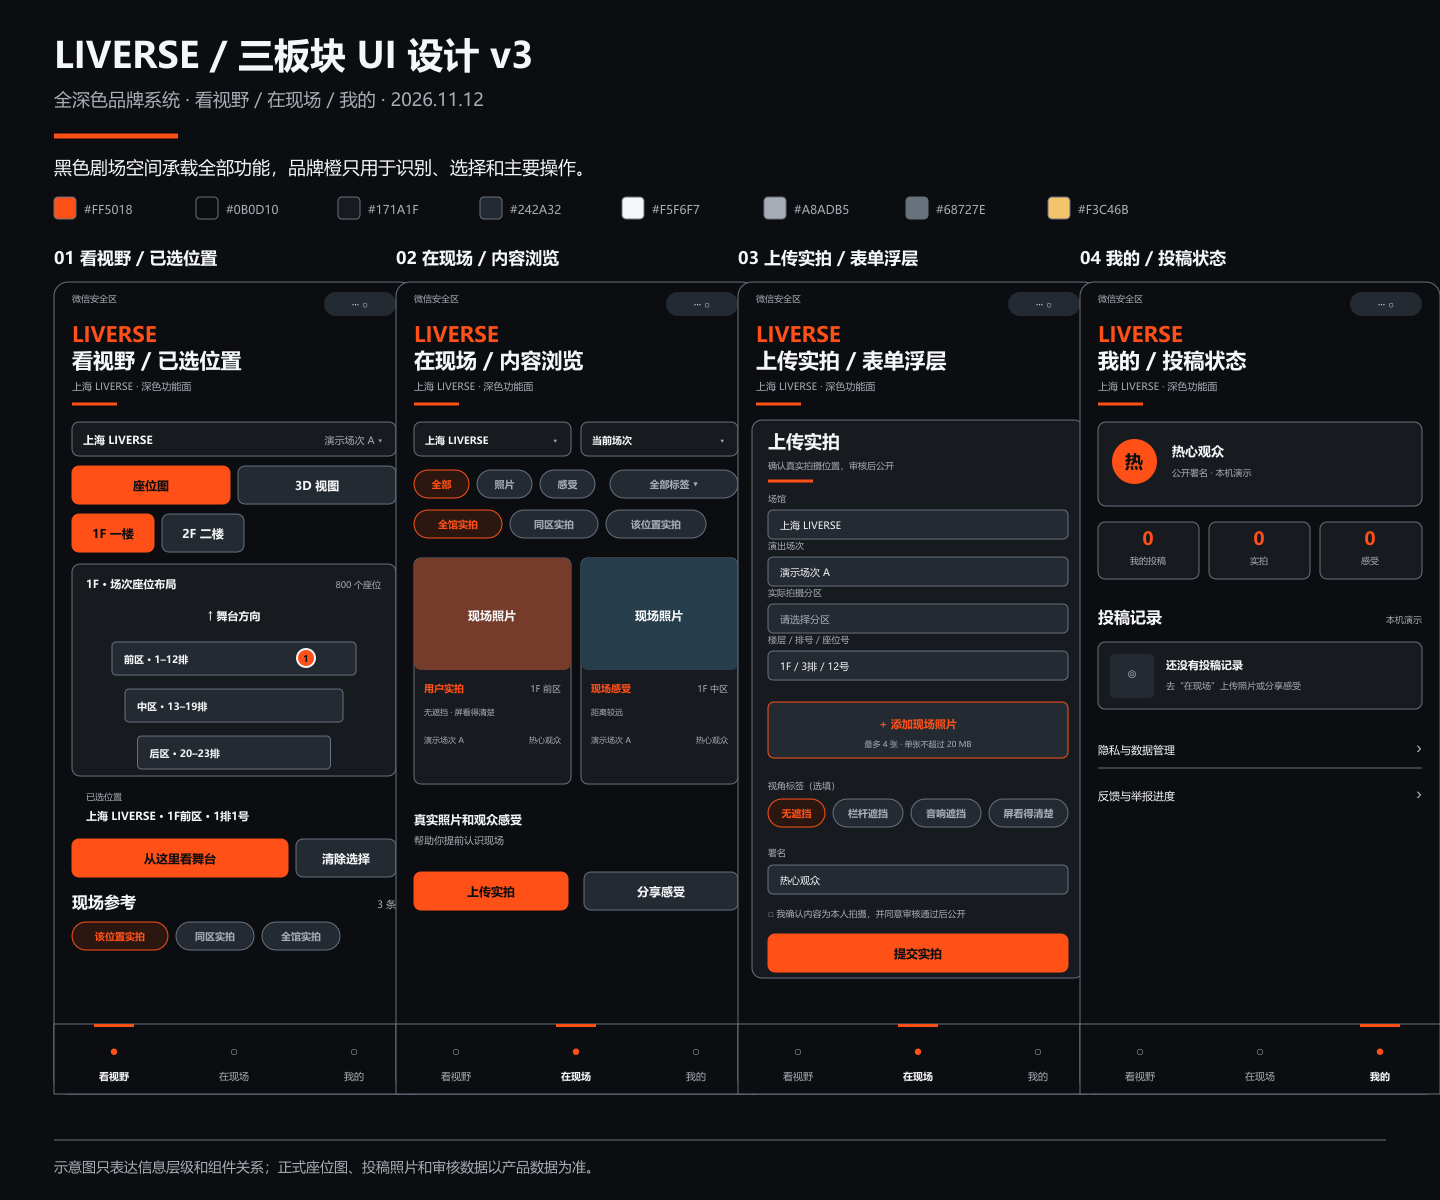 LIVERSE / 三板块 UI 设计 v3
全深色品牌系统 · 看视野 / 在现场 / 我的 · 2026.11.12
黑色剧场空间承载全部功能，品牌橙只用于识别、选择和主要操作。
#FF5018 #0B0D10 #171A1F #242A32 #F5F6F7 #A8ADB5 #68727E #F3C46B
01 看视野 / 已选位置
微信安全区
LIVERSE
看视野 / 已选位置
上海 LIVERSE · 深色功能面
上海 LIVERSE 演示场次 A
座位图 3D 视图
1F 一楼 2F 二楼
1F · 场次座位布局 800 个座位
↑ 舞台方向
前区 · 1–12排 1
中区 · 13–19排
后区 · 20–23排
已选位置
上海 LIVERSE · 1F前区 · 1排1号
从这里看舞台 清除选择
现场参考 3 条
该位置实拍 同区实拍 全馆实拍
看视野 在现场 我的
02 在现场 / 内容浏览
微信安全区
LIVERSE
在现场 / 内容浏览
上海 LIVERSE · 深色功能面
上海 LIVERSE 当前场次
全部 照片 感受 全部标签
全馆实拍 同区实拍 该位置实拍
现场照片 现场照片
用户实拍 1F 前区
无遮挡 · 屏看得清楚
演示场次 A 热心观众
现场感受 1F 中区
距离较远
演示场次 A 热心观众
真实照片和观众感受
帮助你提前认识现场
上传实拍 分享感受
看视野 在现场 我的
03 上传实拍 / 表单浮层
微信安全区
LIVERSE
上传实拍 / 表单浮层
上海 LIVERSE · 深色功能面
上传实拍
确认真实拍摄位置，审核后公开
场馆
上海 LIVERSE
演出场次
演示场次 A
实际拍摄分区
请选择分区
楼层 / 排号 / 座位号
1F / 3排 / 12号
+ 添加现场照片
最多 4 张 · 单张不超过 20 MB
视角标签（选填）
无遮挡 栏杆遮挡 音响遮挡 屏看得清楚
署名
热心观众
□ 我确认内容为本人拍摄，并同意审核通过后公开
提交实拍
看视野 在现场 我的
04 我的 / 投稿状态
微信安全区
LIVERSE
我的 / 投稿状态
上海 LIVERSE · 深色功能面
热 热心观众
公开署名 · 本机演示
0 0 0
我的投稿 实拍 感受
投稿记录 本机演示
还没有投稿记录
去“在现场”上传照片或分享感受
隐私与数据管理 ›
反馈与举报进度 ›
看视野 在现场 我的
示意图只表达信息层级和组件关系；正式座位图、投稿照片和审核数据以产品数据为准。